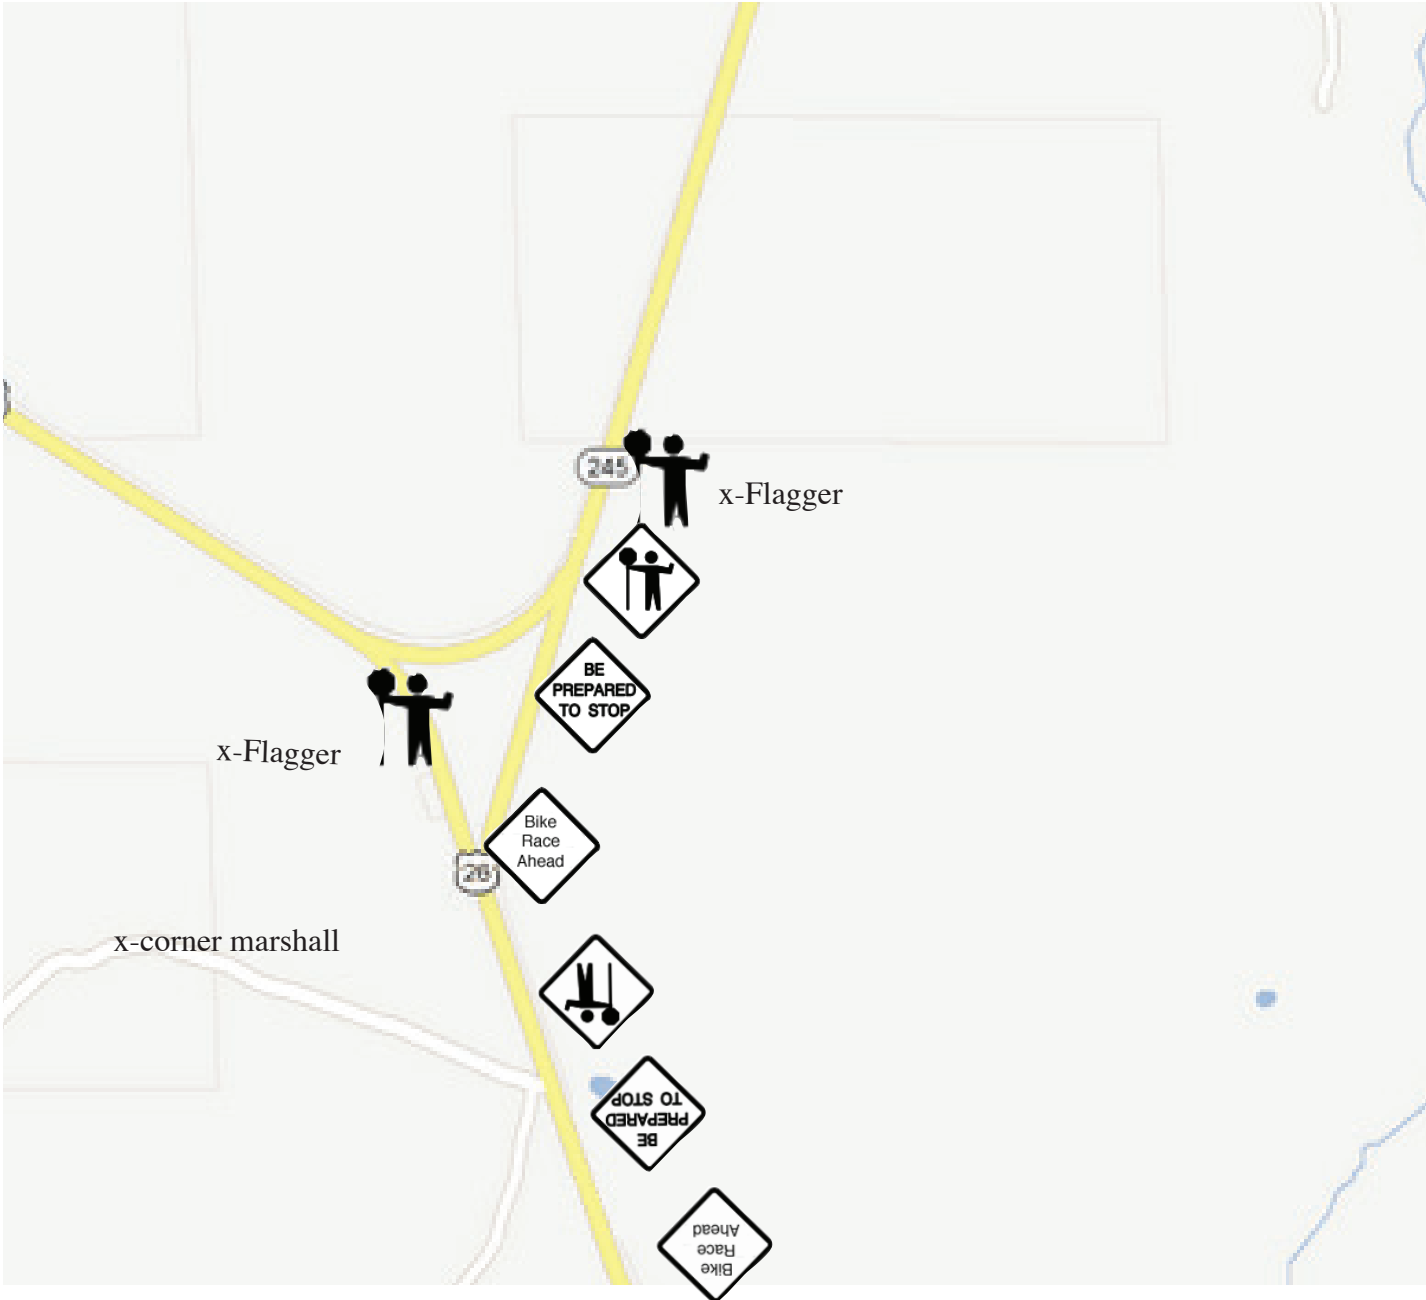 245
x-Flagger
BE
PREPARED
TO STOP
x-Flagger
Bike
Race
Ahead
26
x-corner marshall
BE
PREPARED
TO STOP
Bike
Race
Ahead